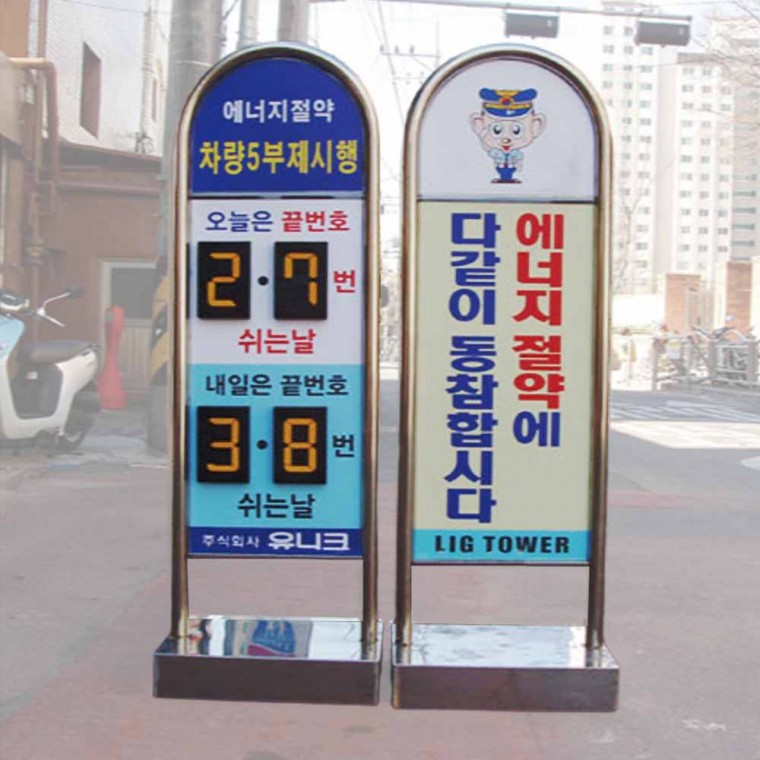 에너지절약
차량5부제시행
오늘은 끝번호
2·7번
쉬는날
내일은 끝번호
3·8번
쉬는날
주식회사 유니크
에너지 절약에
다같이 동참합시다
LIG TOWER